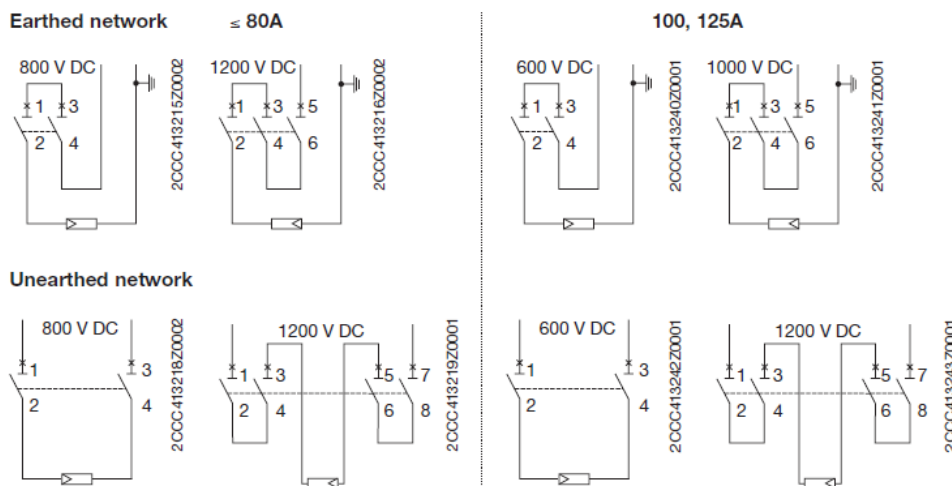 Earthed network ≤ 80A 100, 125A
800 V DC 1200 V DC 600 V DC 1000 V DC
1 3 1 3 5 1 3 1 3 5
2 4 2 4 6 2 4 2 4 6
2CCC413215Z0002
2CCC413216Z0002
2CCC413240Z0001
2CCC413241Z0001
Unearthed network
800 V DC 1200 V DC 600 V DC 1200 V DC
1 3 1 3 5 7 1 3 1 3 5 7
2 4 2 4 6 8 2 4 2 4 6 8
2CCC413218Z0002
2CCC413219Z0001
2CCC413242Z0001
2CCC413243Z0001